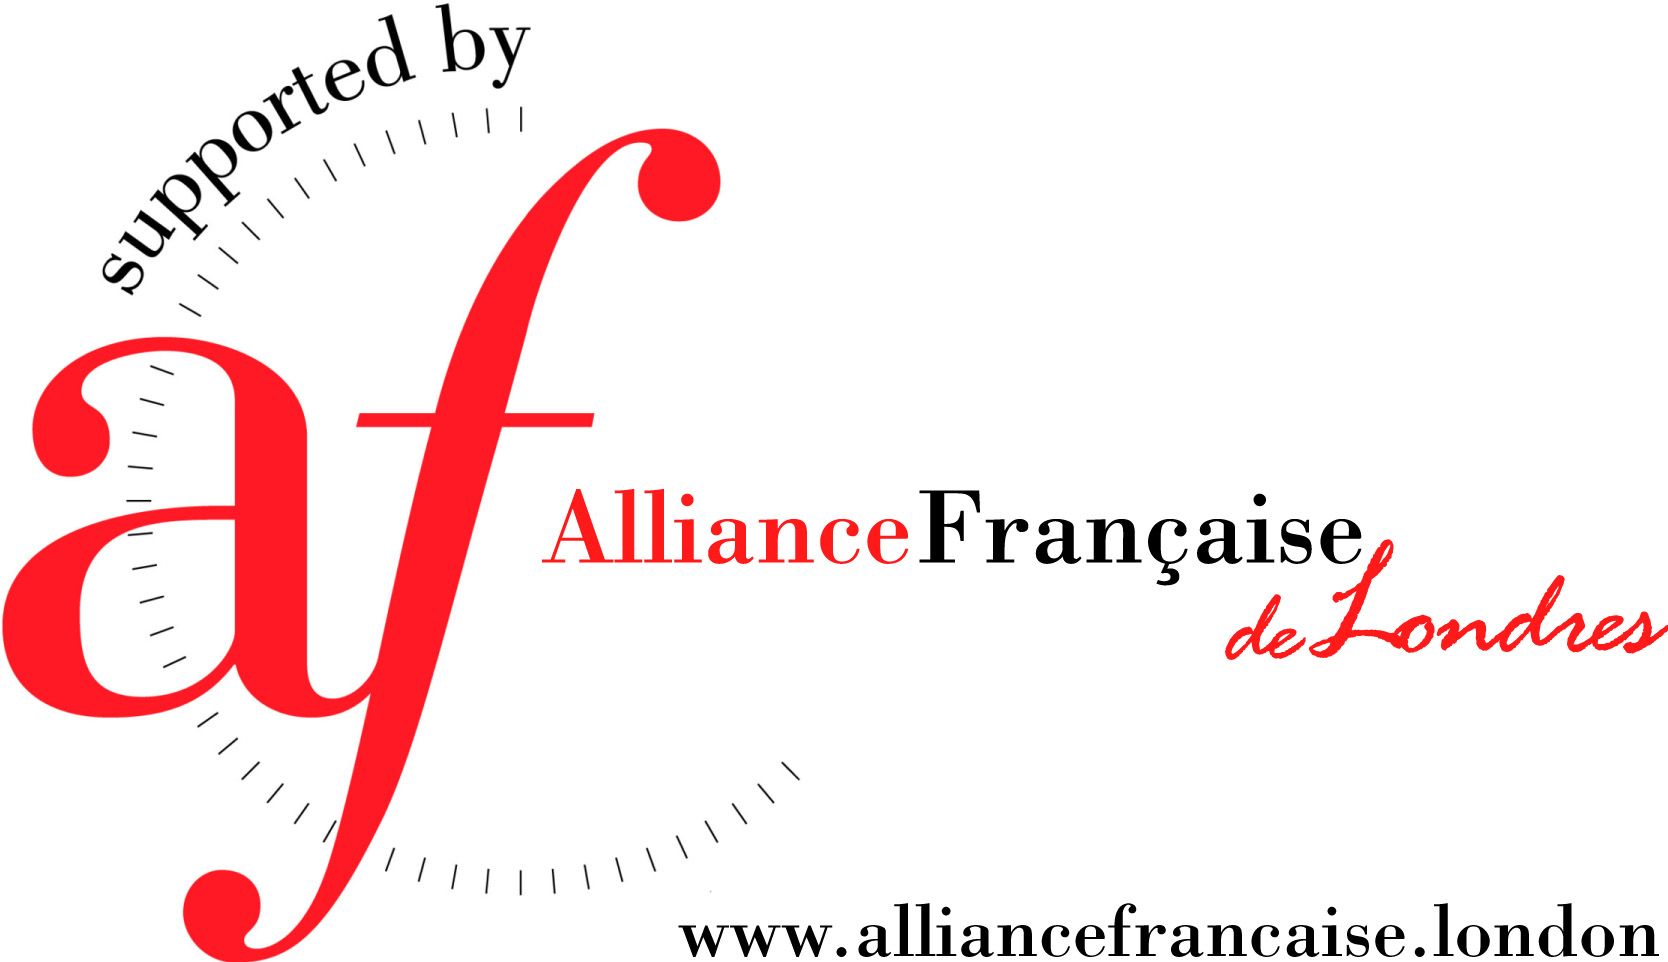 supported by
af
AllianceFrançaise
de Londres
www.alliancefrancaise.london